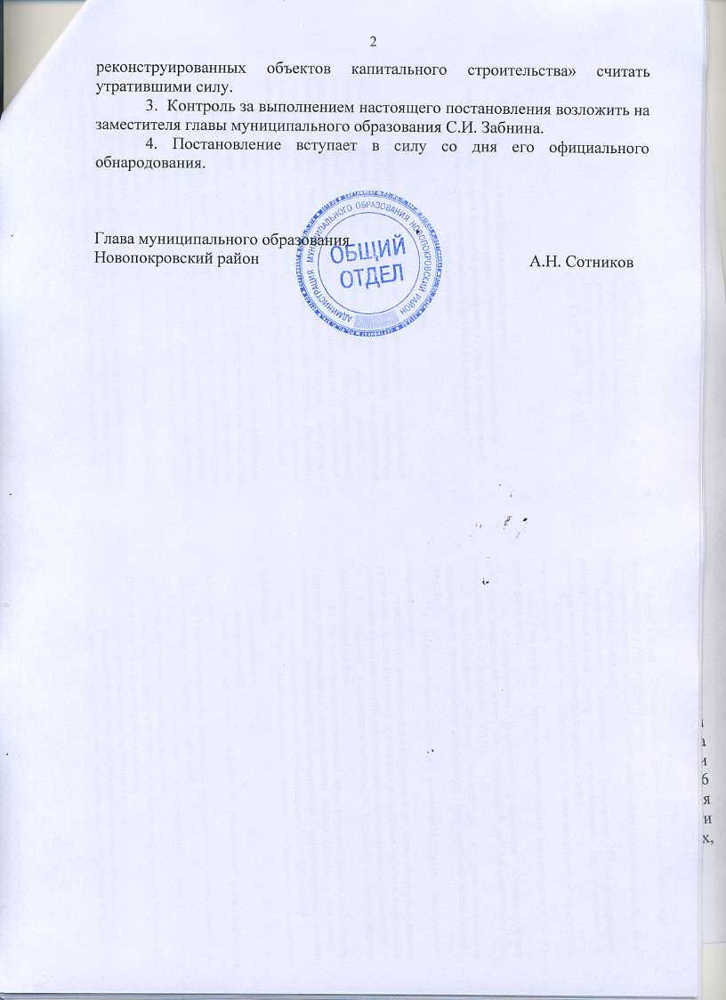 2
реконструированных объектов капитального строительства» считать
утратившими силу.
3. Контроль за выполнением настоящего постановления возложить на
заместителя главы муниципального образования С.И. Забнина.
4. Постановление вступает в силу со дня его официального
обнародования.
Глава муниципального образования
Новопокровский район
А.Н. Сотников
АДМИНИСТРАЦИЯ МУНИЦИПАЛЬНОГО ОБРАЗОВАНИЯ НОВОПОКРОВСКИЙ РАЙОН
ОБЩИЙ
ОТДЕЛ
а
и
6
я
и
х,